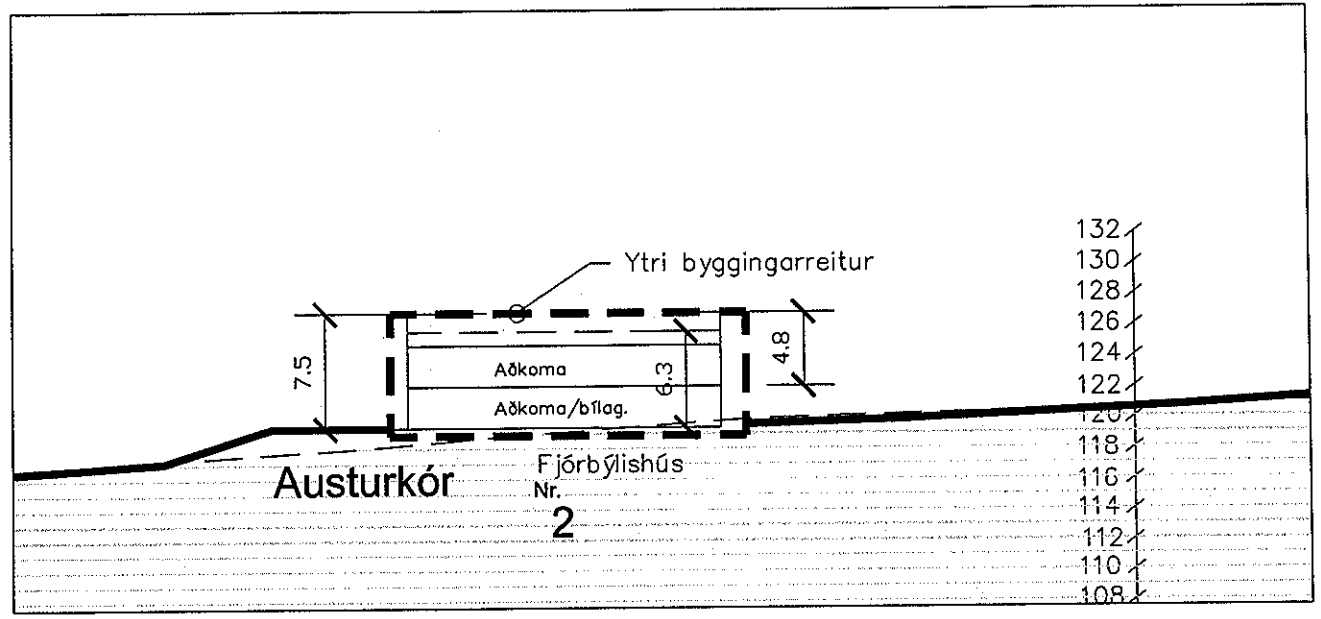 132
130
128
126
124
122
120
118
116
114
112
110
108
Ytri byggingarreitur
7.5
Aðkoma
6.3
4.8
Aðkoma/bílag.
Austurkór
Fjórbýlishús
Nr.
2